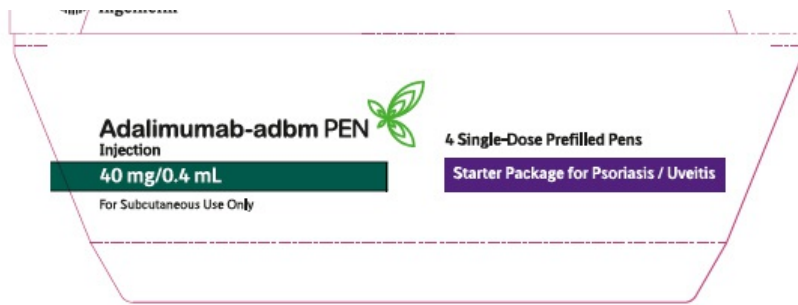 Adalimumab-adbm PEN
Injection
40 mg/0.4 mL
For Subcutaneous Use Only
4 Single-Dose Prefilled Pens
Starter Package for Psoriasis / Uveitis